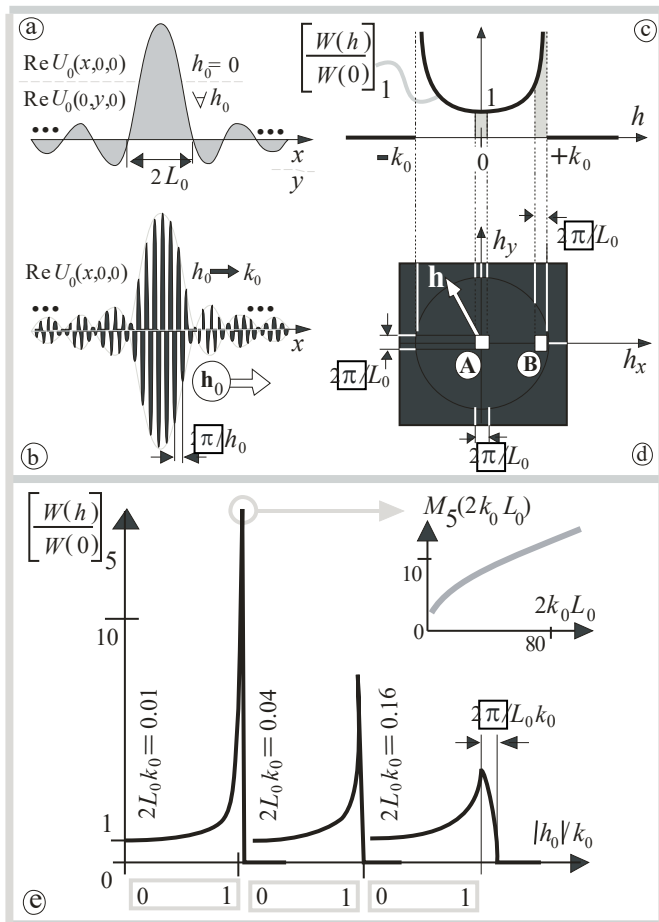 a
Re U₀(x,0,0) h₀ = 0
Re U₀(0,y,0) ∀ h₀
••• •••
x
2L₀
y
Re U₀(x,0,0) h₀ → k₀
••• •••
x
h₀
2π/h₀
b
c
[W(h)/W(0)]₁
1
h
-k₀ 0 +k₀
2π/L₀
h_y
h
A B
h_x
2π/L₀
2π/L₀
d
[W(h)/W(0)]₅
M₅(2k₀L₀)
10
2k₀L₀
0
80
10
2L₀k₀ = 0.01
2L₀k₀ = 0.04
2L₀k₀ = 0.16
2π/L₀k₀
1
|h₀|/k₀
0
0 1 0 1 0 1
e